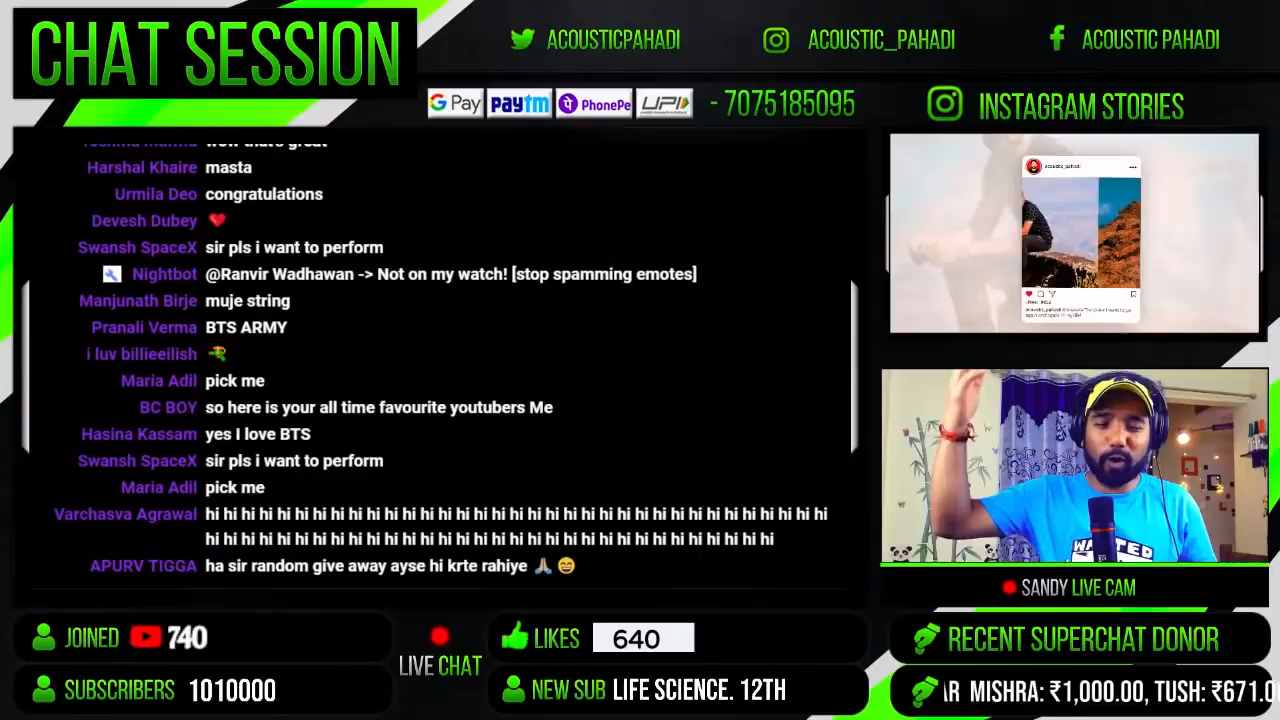 CHAT SESSION
ACOUSTICPAHADI
ACOUSTIC_PAHADI
ACOUSTIC PAHADI
G Pay paytm PhonePe UPI - 7075185095
INSTAGRAM STORIES
wow that's great
Harshal Khaire masta
Urmila Deo congratulations
Devesh Dubey ❤
Swansh SpaceX sir pls i want to perform
Nightbot @Ranvir Wadhawan -> Not on my watch! [stop spamming emotes]
Manjunath Birje muje string
Pranali Verma BTS ARMY
i luv billieeilish
Maria Adil pick me
BC BOY so here is your all time favourite youtubers Me
Hasina Kassam yes I love BTS
Swansh SpaceX sir pls i want to perform
Maria Adil pick me
Varchasva Agrawal hi hi hi hi hi hi hi hi hi hi hi hi hi hi hi hi hi hi hi hi hi hi hi hi hi hi hi hi hi hi hi hi hi hi hi
hi hi hi hi hi hi hi hi hi hi hi hi hi hi hi hi hi hi hi hi hi hi hi hi hi hi hi hi hi hi hi hi
APURV TIGGA ha sir random give away ayse hi krte rahiye 🙏 😄
acoustic_pahadi
WANTED
SANDY LIVE CAM
JOINED 740
LIVE CHAT
LIKES 640
RECENT SUPERCHAT DONOR
SUBSCRIBERS 1010000
NEW SUB LIFE SCIENCE. 12TH
MISHRA: ₹1,000.00, TUSH: ₹671.0